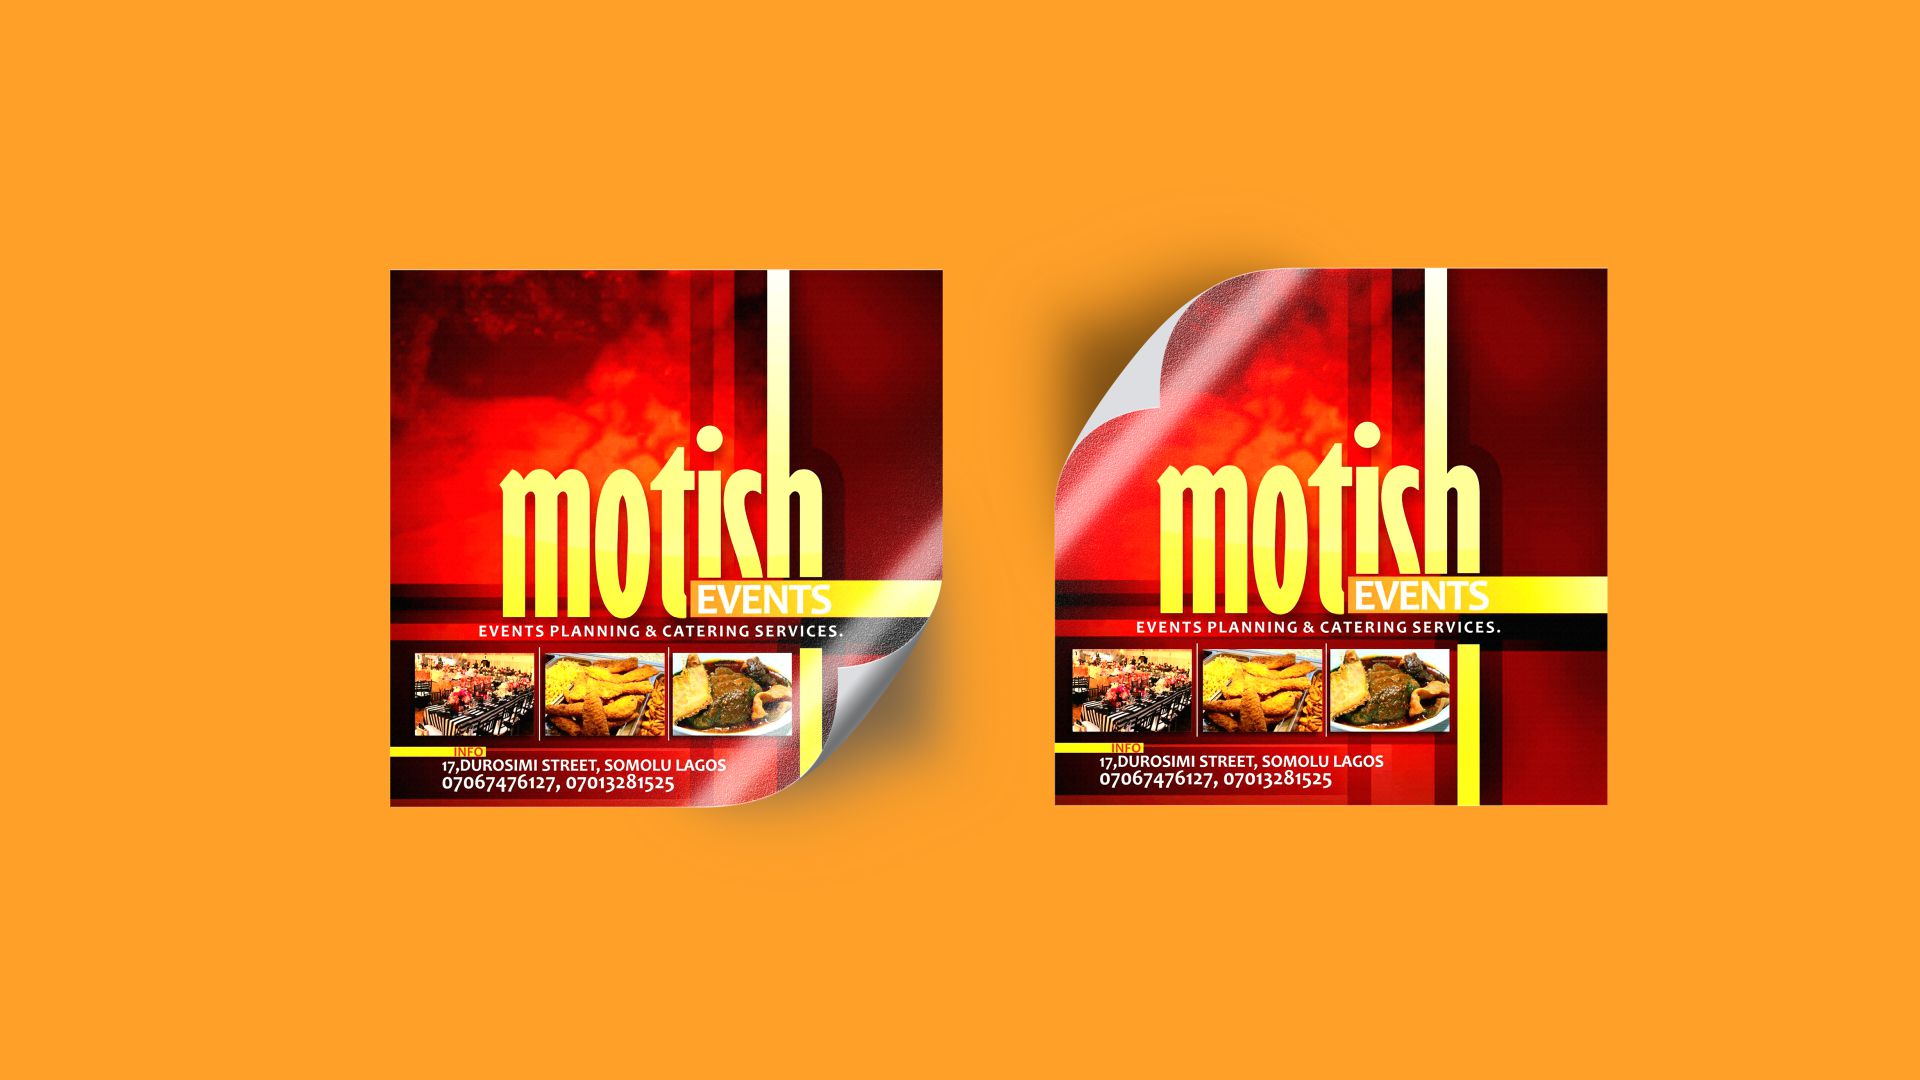 motish
EVENTS
EVENTS PLANNING & CATERING SERVICES.
INFO
17,DUROSIMI STREET, SOMOLU LAGOS
07067476127, 07013281525
motish
EVENTS
EVENTS PLANNING & CATERING SERVICES.
INFO
17,DUROSIMI STREET, SOMOLU LAGOS
07067476127, 07013281525